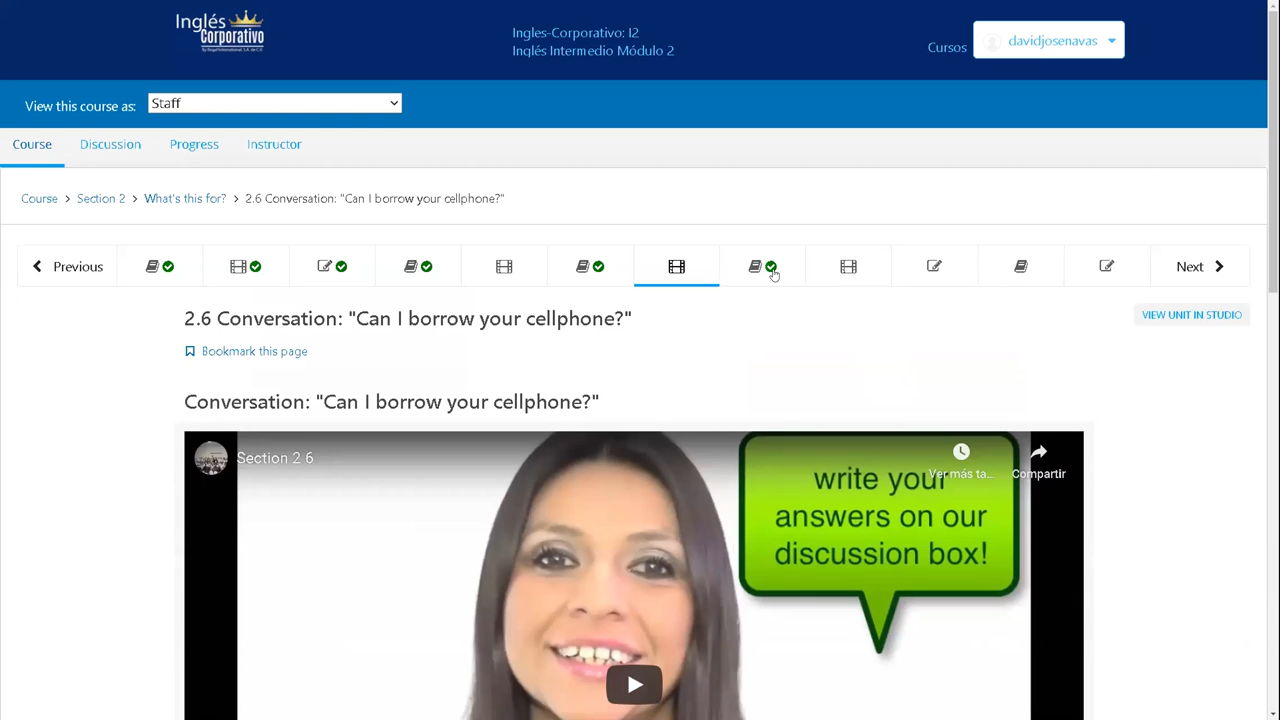 Inglés
Corporativo
Ingles-Corporativo: I2
Inglés Intermedio Módulo 2
Cursos
davidjosenavas
View this course as:
Staff
Course
Discussion
Progress
Instructor
Course > Section 2 > What's this for? > 2.6 Conversation: "Can I borrow your cellphone?"
Previous
Next
2.6 Conversation: "Can I borrow your cellphone?"
VIEW UNIT IN STUDIO
Bookmark this page
Conversation: "Can I borrow your cellphone?"
Section 2 6
Ver más ta...
Compartir
write your
answers on our
discussion box!